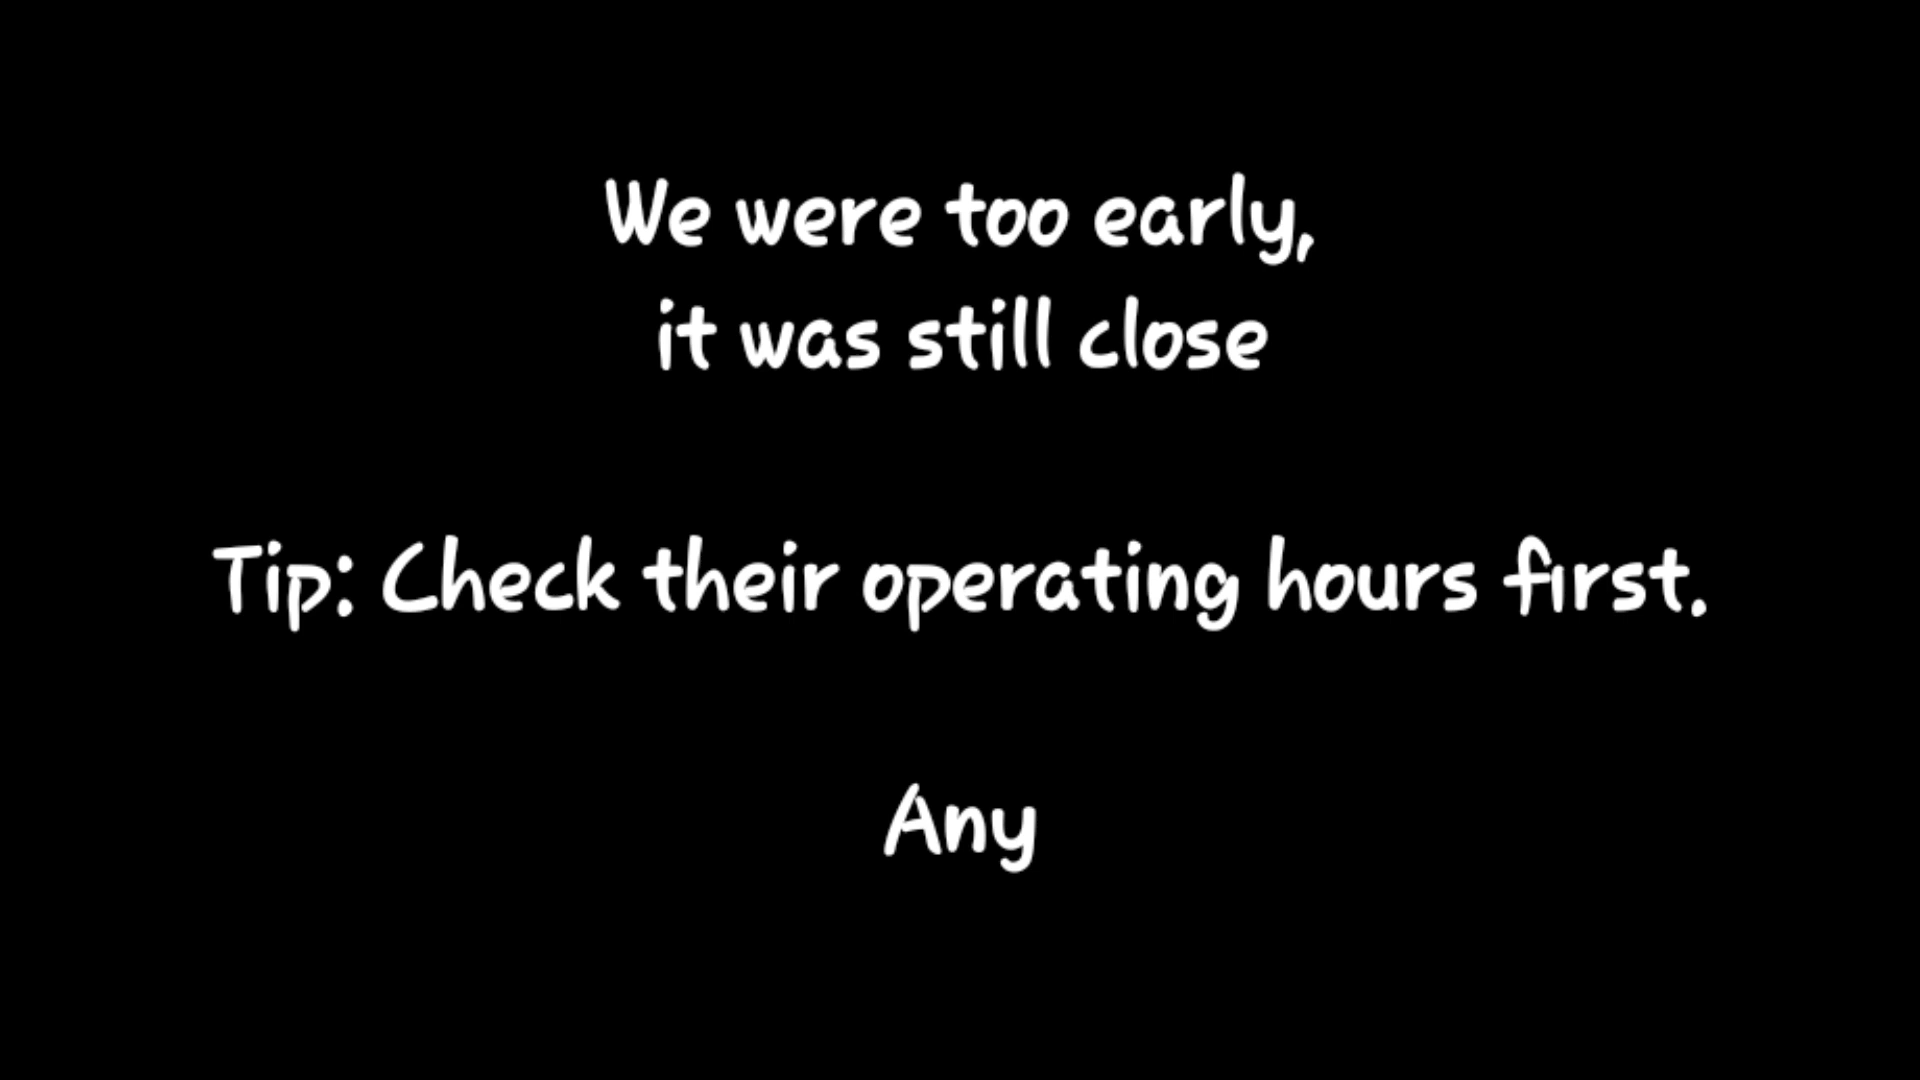 We were too early,
it was still close
Tip: Check their operating hours first.
Any